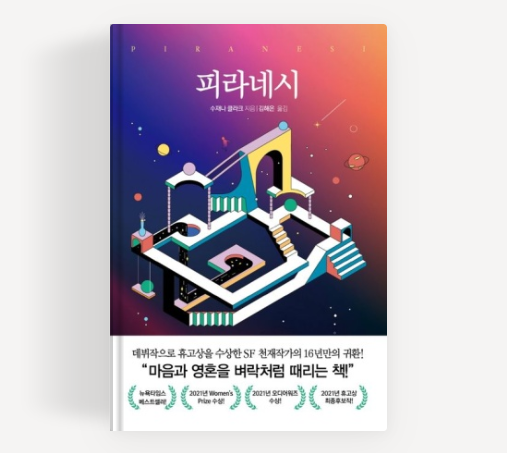 PIRANESI
피라네시
수재나 클라크 지음 | 김해온 옮김
데뷔작으로 휴고상을 수상한 SF 천재작가의 16년만의 귀환!
“마음과 영혼을 벼락처럼 때리는 책!”
뉴욕타임스
베스트셀러!
2021년 Women's
Prize 수상!
2021년 오디어워즈
수상!
2021년 휴고상
최종후보작!